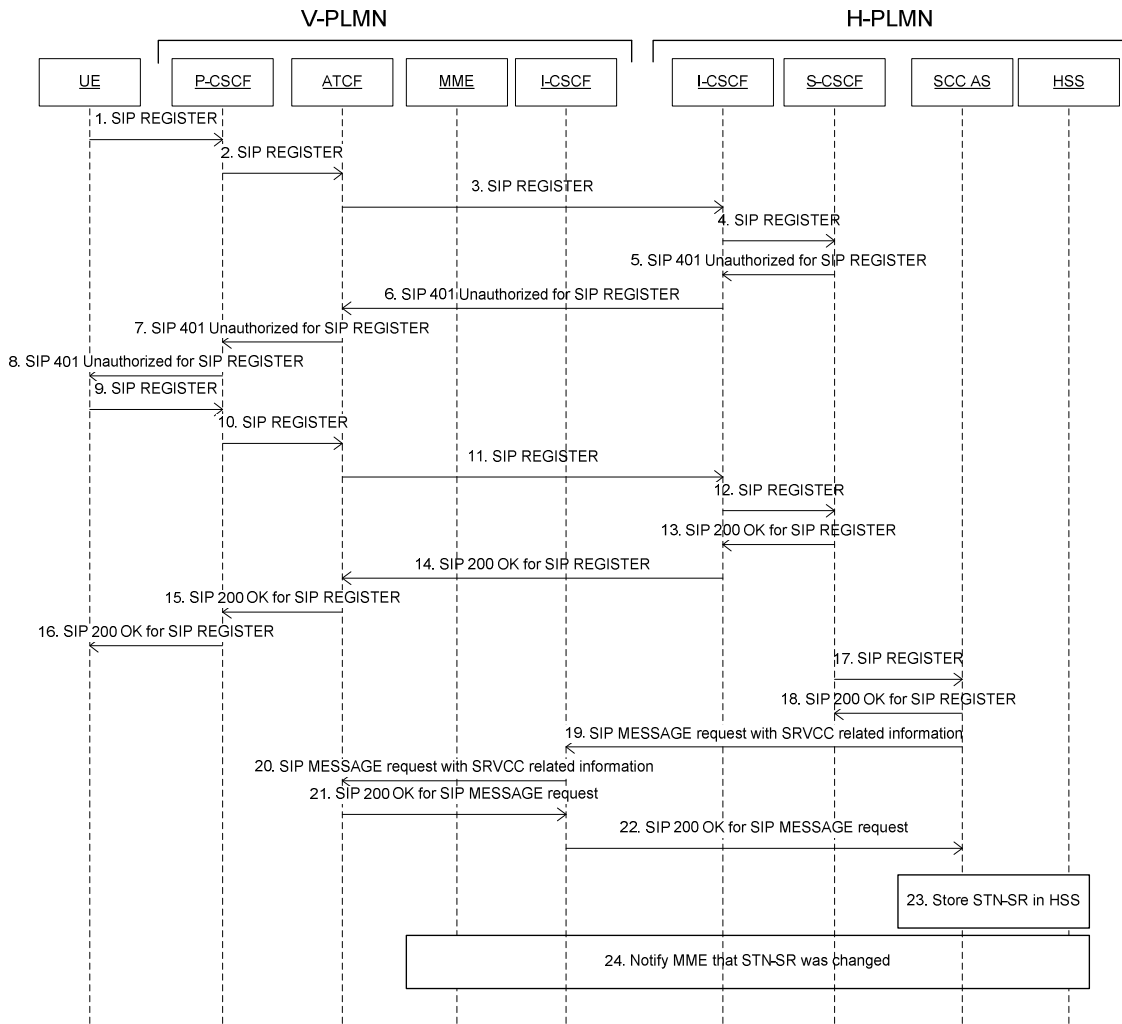 V-PLMN
H-PLMN
UE
P-CSCF
ATCF
MME
I-CSCF
I-CSCF
S-CSCF
SCC AS
HSS
1. SIP REGISTER
2. SIP REGISTER
3. SIP REGISTER
4. SIP REGISTER
5. SIP 401 Unauthorized for SIP REGISTER
6. SIP 401 Unauthorized for SIP REGISTER
7. SIP 401 Unauthorized for SIP REGISTER
8. SIP 401 Unauthorized for SIP REGISTER
9. SIP REGISTER
10. SIP REGISTER
11. SIP REGISTER
12. SIP REGISTER
13. SIP 200 OK for SIP REGISTER
14. SIP 200 OK for SIP REGISTER
15. SIP 200 OK for SIP REGISTER
16. SIP 200 OK for SIP REGISTER
17. SIP REGISTER
18. SIP 200 OK for SIP REGISTER
19. SIP MESSAGE request with SRVCC related information
20. SIP MESSAGE request with SRVCC related information
21. SIP 200 OK for SIP MESSAGE request
22. SIP 200 OK for SIP MESSAGE request
23. Store STN-SR in HSS
24. Notify MME that STN-SR was changed